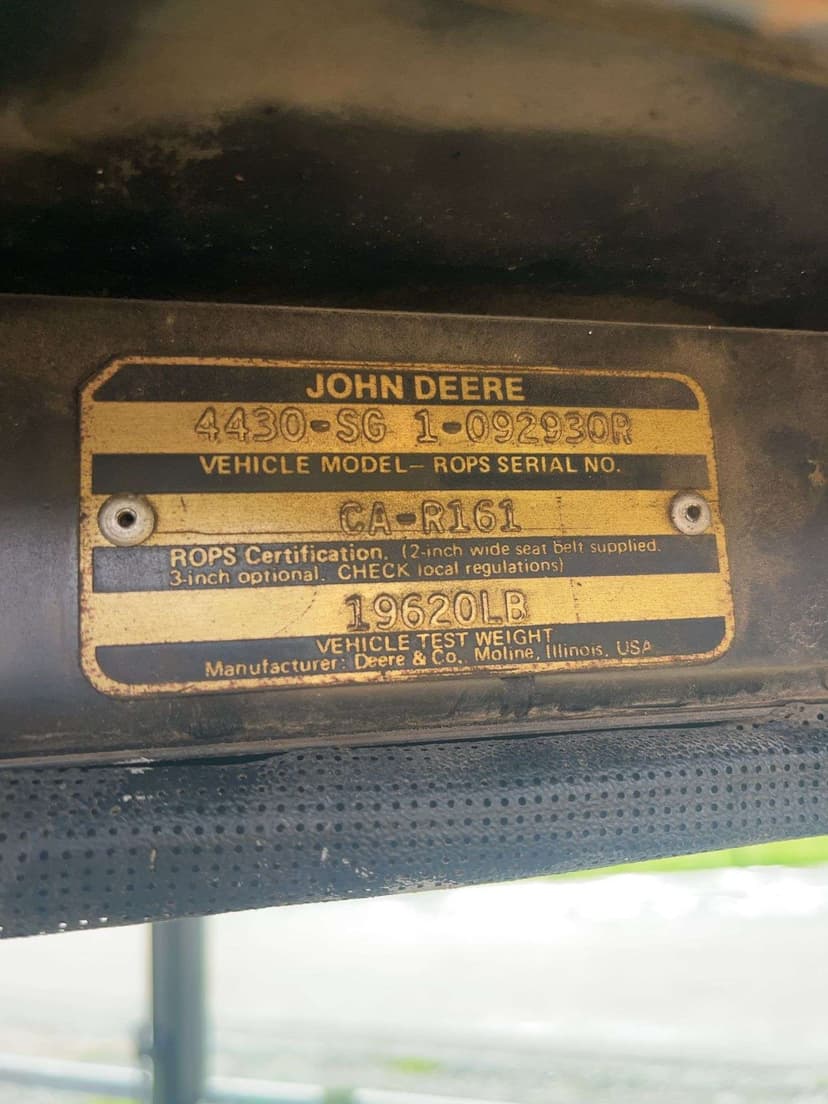 JOHN DEERE
4430-SG 1-092930R
VEHICLE MODEL— ROPS SERIAL NO.
CA-R161
ROPS Certification. (2-inch wide seat belt supplied.
3-inch optional. CHECK local regulations)
19620LB
VEHICLE TEST WEIGHT
Manufacturer: Deere & Co., Moline, Illinois, USA